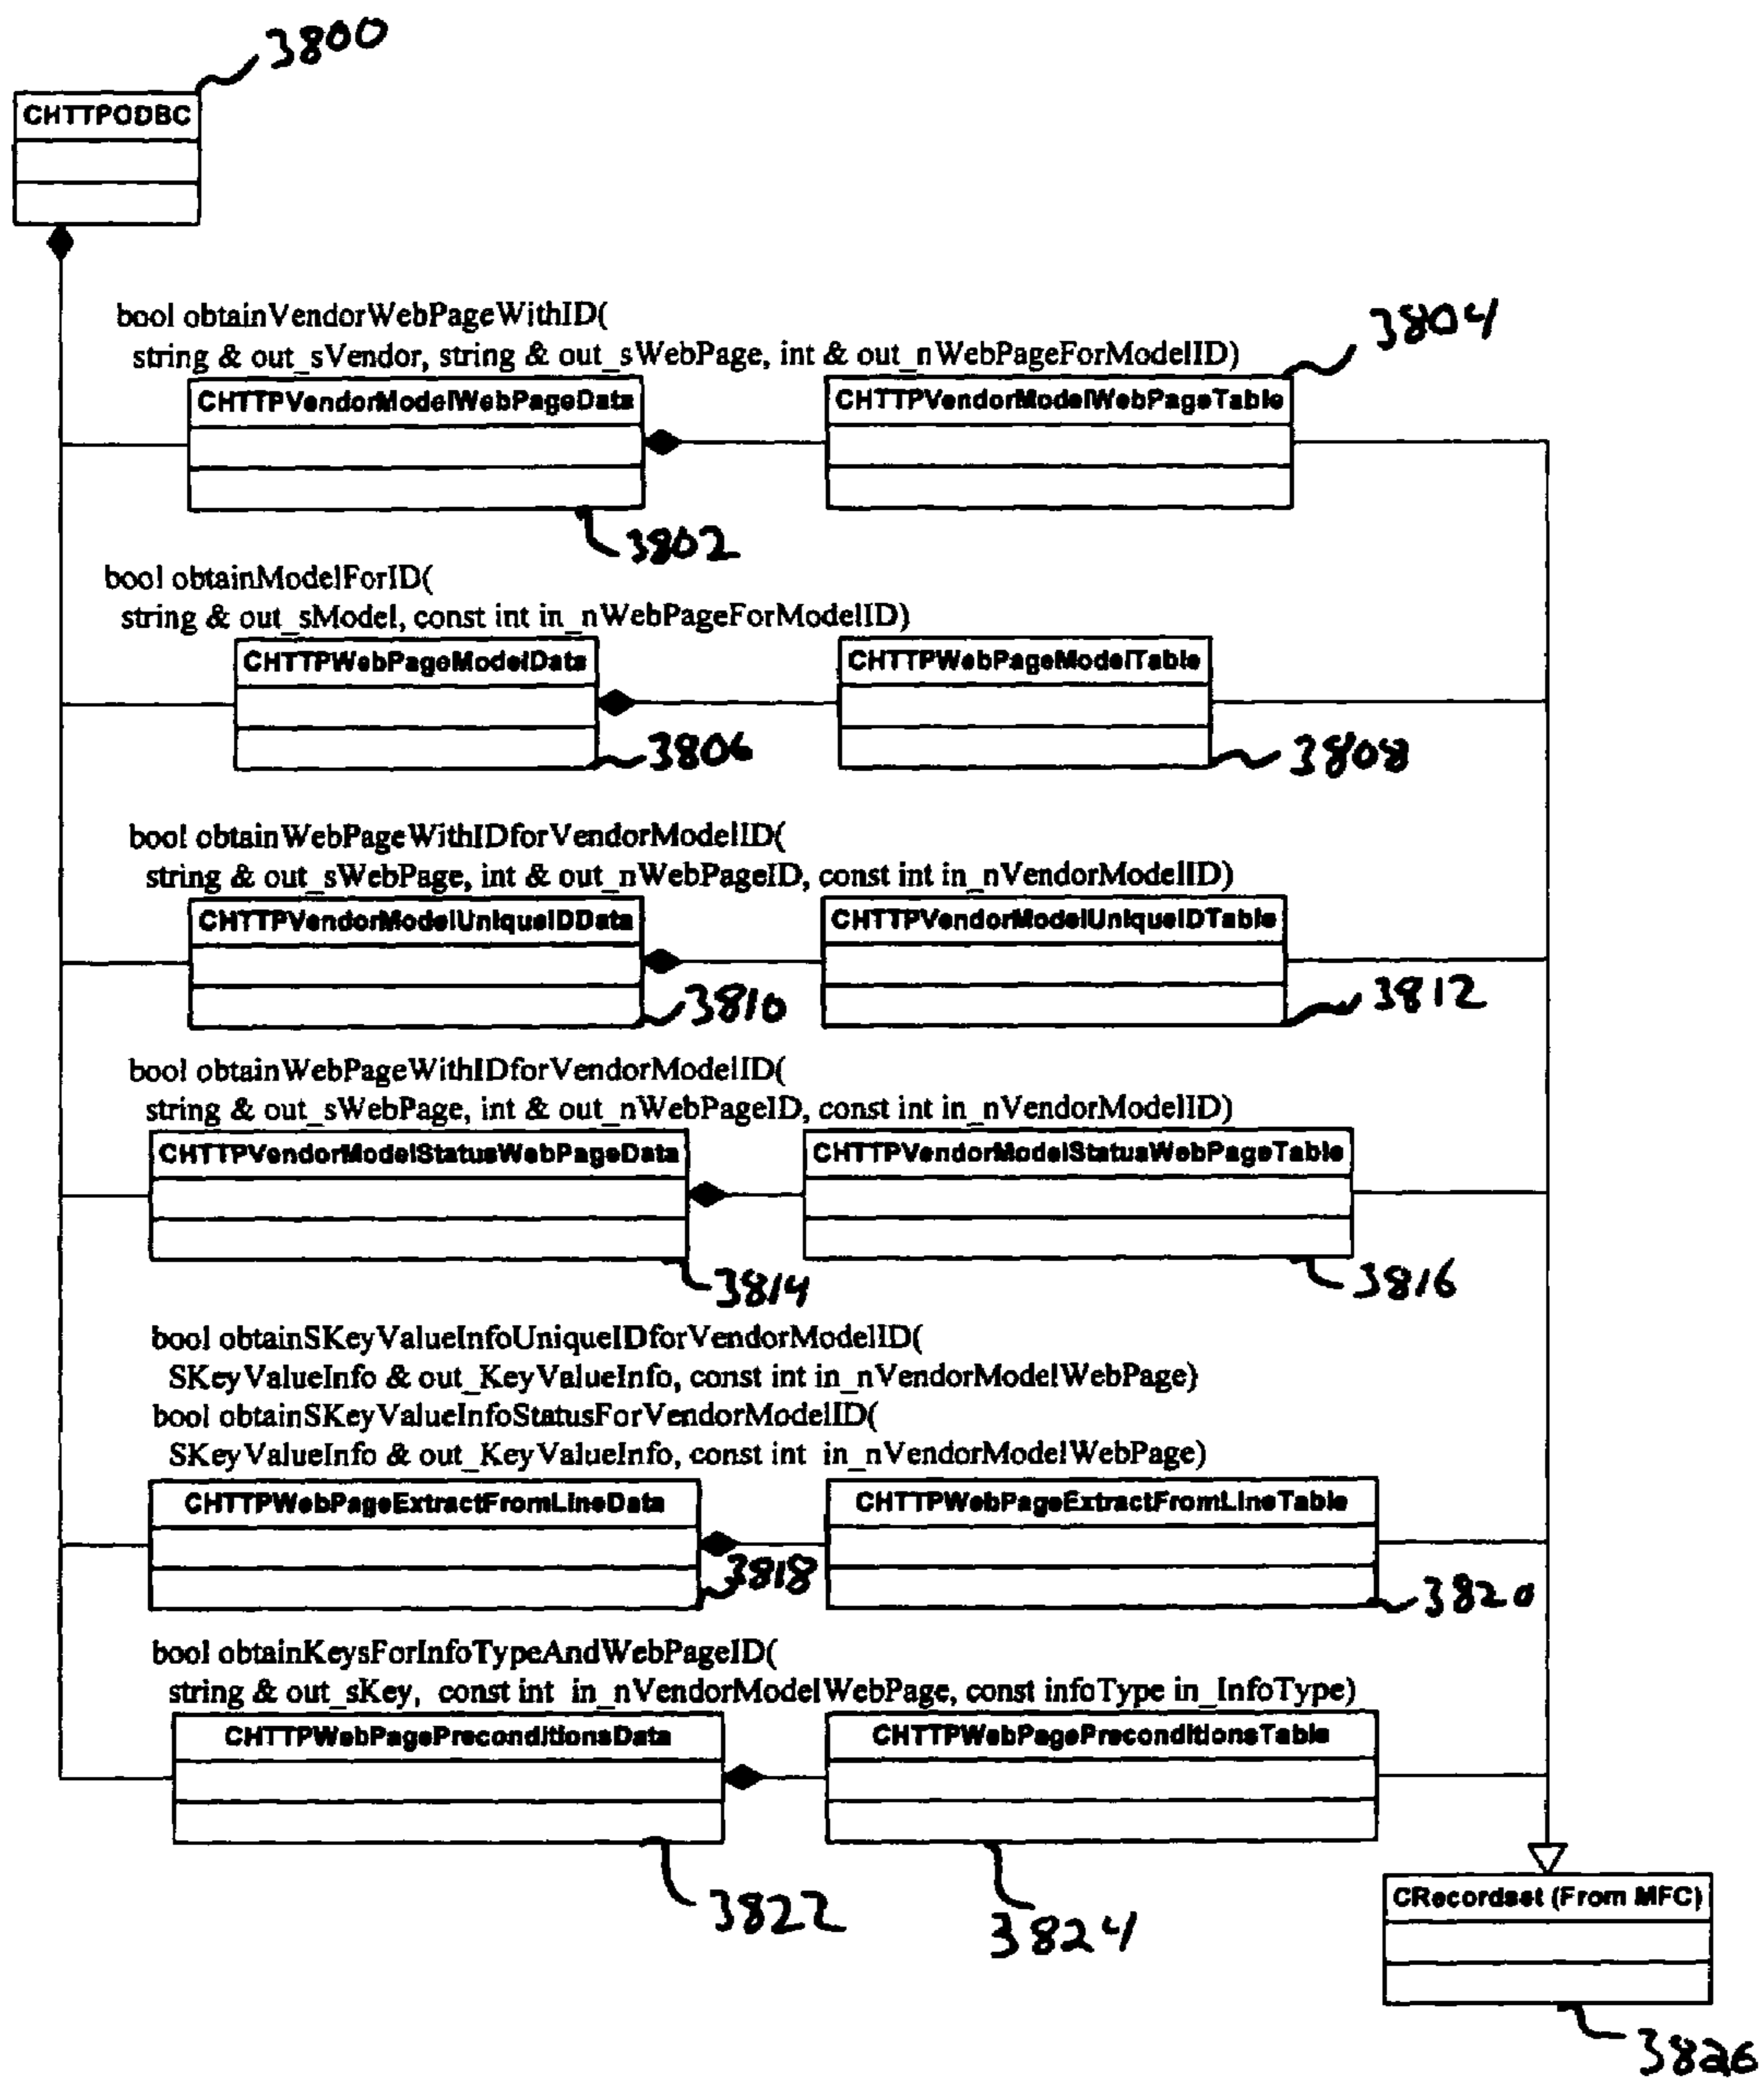 3800
CHTTPODBC
bool obtainVendorWebPageWithID(
string & out_sVendor, string & out_sWebPage, int & out_nWebPageForModelID)
3804
CHTTPVendorModelWebPageData
CHTTPVendorModelWebPageTable
3802
bool obtainModelForID(
string & out_sModel, const int in_nWebPageForModelID)
CHTTPWebPageModelData
CHTTPWebPageModelTable
3806
3808
bool obtainWebPageWithIDforVendorModelID(
string & out_sWebPage, int & out_nWebPageID, const int in_nVendorModelID)
CHTTPVendorModelUniqueIDData
CHTTPVendorModelUniqueIDTable
3810
3812
bool obtainWebPageWithIDforVendorModelID(
string & out_sWebPage, int & out_nWebPageID, const int in_nVendorModelID)
CHTTPVendorModelStatusWebPageData
CHTTPVendorModelStatusWebPageTable
3814
3816
bool obtainSKeyValueInfoUniqueIDforVendorModelID(
SKeyValueInfo & out_KeyValueInfo, const int in_nVendorModelWebPage)
bool obtainSKeyValueInfoStatusForVendorModelID(
SKeyValueInfo & out_KeyValueInfo, const int in_nVendorModelWebPage)
CHTTPWebPageExtractFromLineData
CHTTPWebPageExtractFromLineTable
3818
3820
bool obtainKeysForInfoTypeAndWebPageID(
string & out_sKey, const int in_nVendorModelWebPage, const infoType in_InfoType)
CHTTPWebPagePreconditionsData
CHTTPWebPagePreconditionsTable
3822
3824
CRecordset (From MFC)
3826